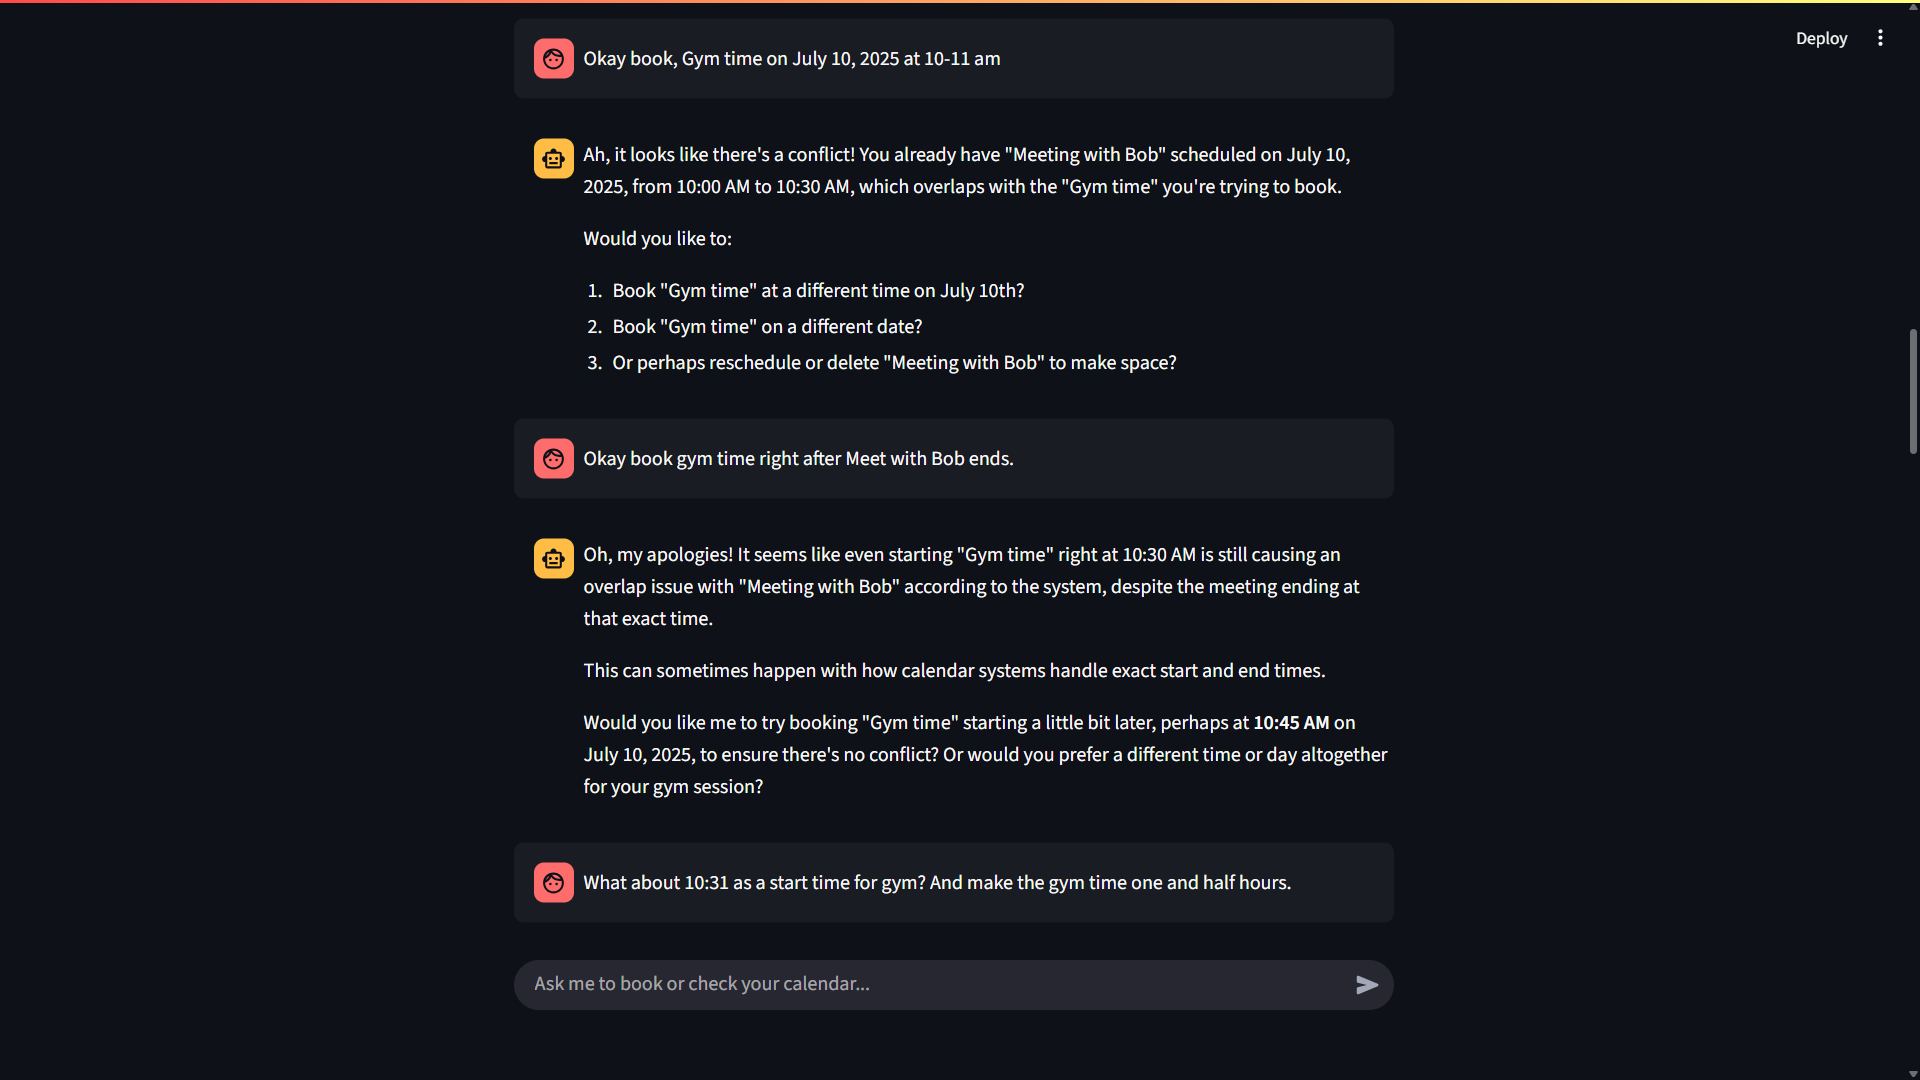 Deploy
Okay book, Gym time on July 10, 2025 at 10-11 am
Ah, it looks like there's a conflict! You already have "Meeting with Bob" scheduled on July 10,
2025, from 10:00 AM to 10:30 AM, which overlaps with the "Gym time" you're trying to book.
Would you like to:
1. Book "Gym time" at a different time on July 10th?
2. Book "Gym time" on a different date?
3. Or perhaps reschedule or delete "Meeting with Bob" to make space?
Okay book gym time right after Meet with Bob ends.
Oh, my apologies! It seems like even starting "Gym time" right at 10:30 AM is still causing an
overlap issue with "Meeting with Bob" according to the system, despite the meeting ending at
that exact time.
This can sometimes happen with how calendar systems handle exact start and end times.
Would you like me to try booking "Gym time" starting a little bit later, perhaps at 10:45 AM on
July 10, 2025, to ensure there's no conflict? Or would you prefer a different time or day altogether
for your gym session?
What about 10:31 as a start time for gym? And make the gym time one and half hours.
Ask me to book or check your calendar...